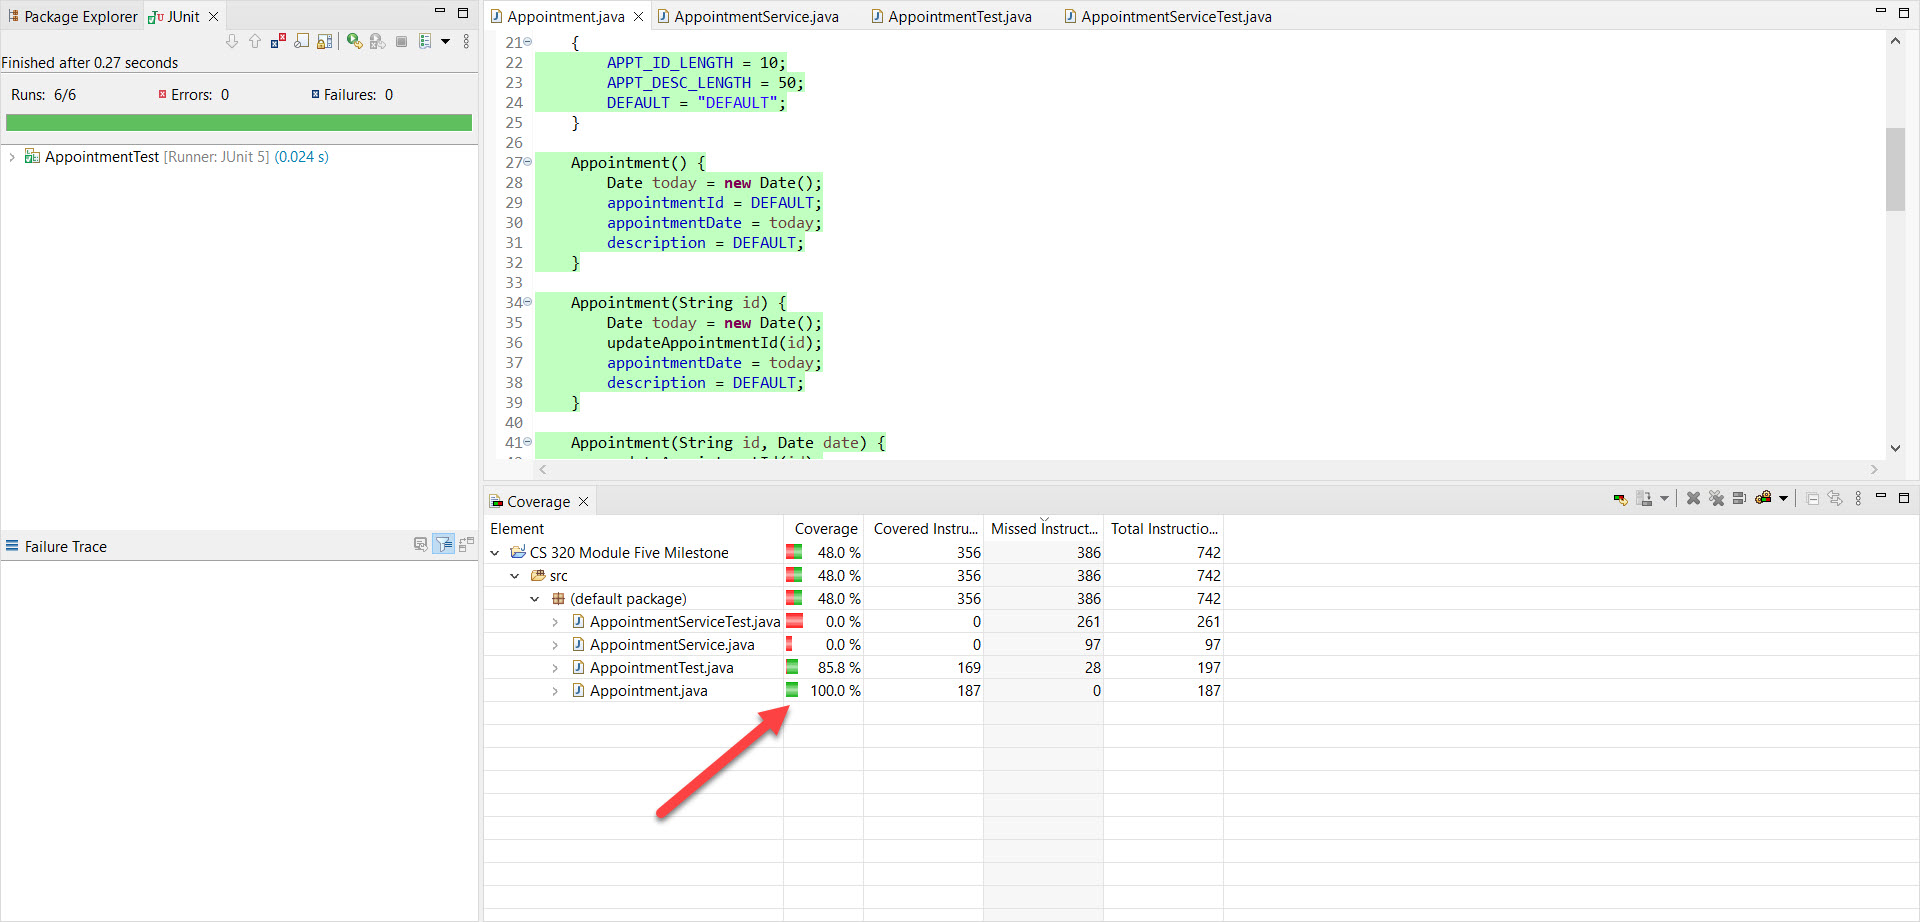 Package Explorer JUnit
Finished after 0.27 seconds
Runs: 6/6 Errors: 0 Failures: 0
AppointmentTest [Runner: JUnit 5] (0.024 s)
Failure Trace
Appointment.java AppointmentService.java AppointmentTest.java AppointmentServiceTest.java
21 {
22 APPT_ID_LENGTH = 10;
23 APPT_DESC_LENGTH = 50;
24 DEFAULT = "DEFAULT";
25 }
26
27 Appointment() {
28 Date today = new Date();
29 appointmentId = DEFAULT;
30 appointmentDate = today;
31 description = DEFAULT;
32 }
33
34 Appointment(String id) {
35 Date today = new Date();
36 updateAppointmentId(id);
37 appointmentDate = today;
38 description = DEFAULT;
39 }
40
41 Appointment(String id, Date date) {
Coverage
Element Coverage Covered Instru... Missed Instruct... Total Instructio...
CS 320 Module Five Milestone 48.0 % 356 386 742
src 48.0 % 356 386 742
(default package) 48.0 % 356 386 742
AppointmentServiceTest.java 0.0 % 0 261 261
AppointmentService.java 0.0 % 0 97 97
AppointmentTest.java 85.8 % 169 28 197
Appointment.java 100.0 % 187 0 187